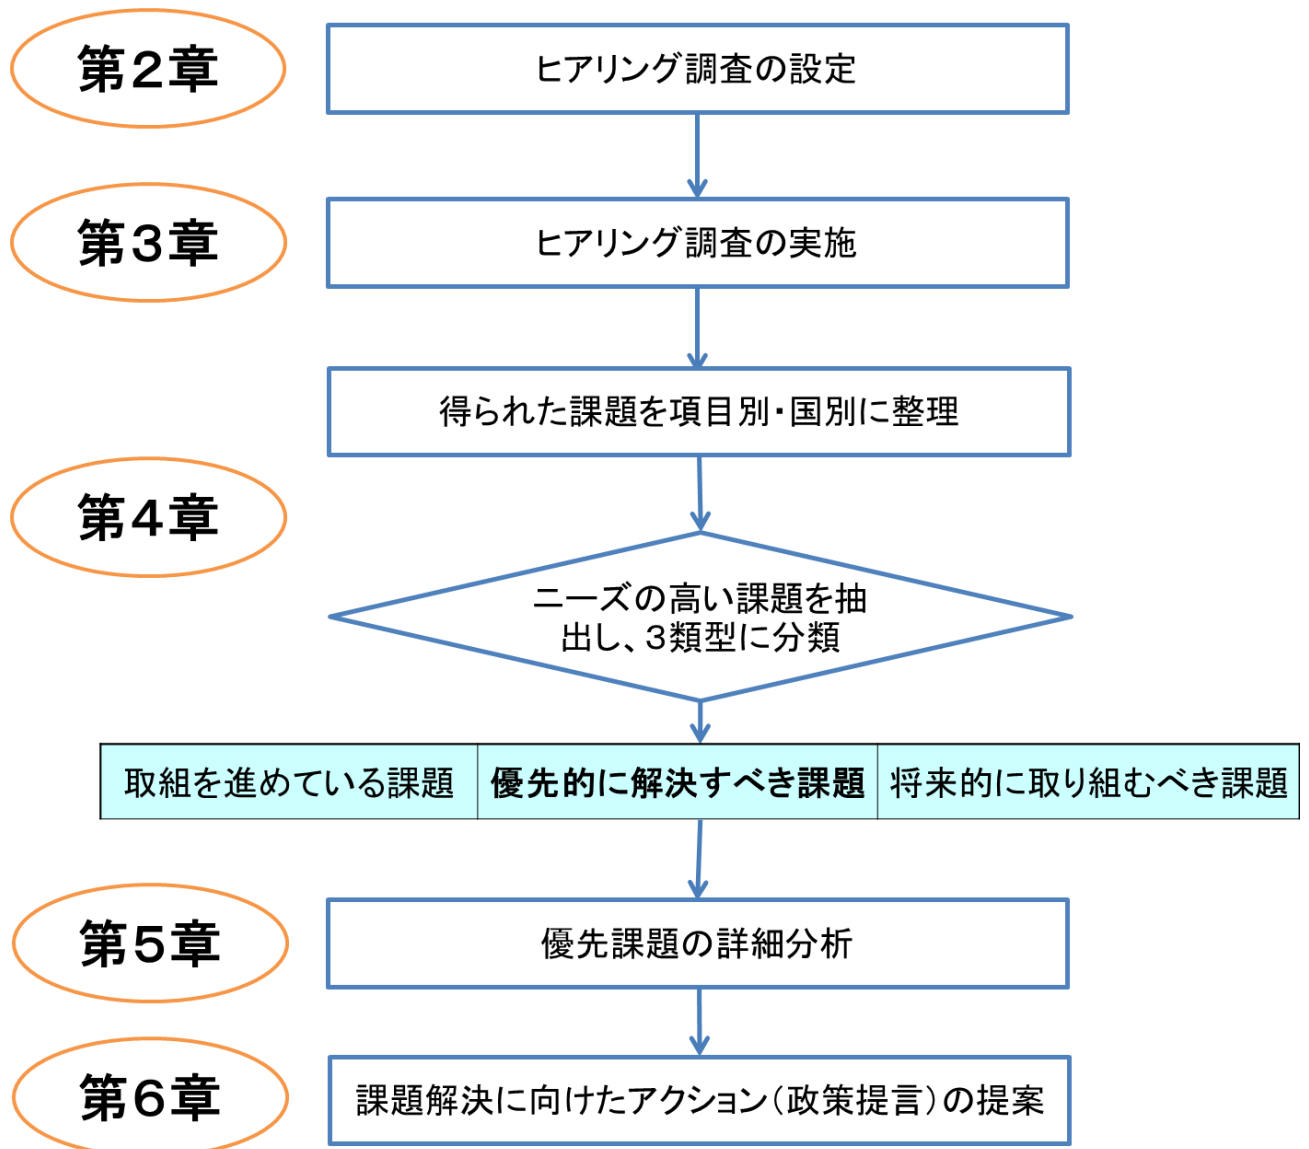 第２章
ヒアリング調査の設定
第３章
ヒアリング調査の実施
得られた課題を項目別・国別に整理
第４章
ニーズの高い課題を抽
出し、３類型に分類
取組を進めている課題
優先的に解決すべき課題
将来的に取り組むべき課題
第５章
優先課題の詳細分析
第６章
課題解決に向けたアクション（政策提言）の提案